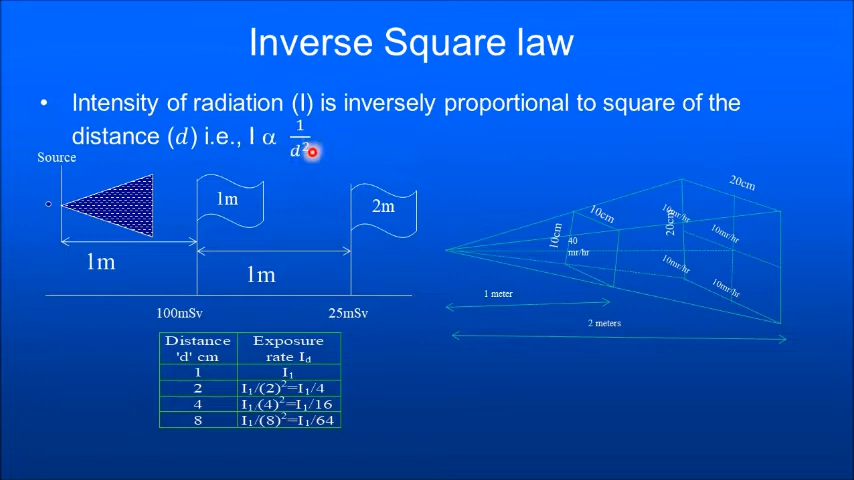 Inverse Square law
• Intensity of radiation (I) is inversely proportional to square of the
distance (d) i.e., I α 1/d²
Source
1m
2m
1m
1m
100mSv
25mSv
10cm
10cm
40
mr/hr
20cm
20cm
10mr/hr
10mr/hr
10mr/hr
10mr/hr
1 meter
2 meters
Distance 'd' cm | Exposure rate I_d
1 | I₁
2 | I₁/(2)²=I₁/4
4 | I₁/(4)²=I₁/16
8 | I₁/(8)²=I₁/64